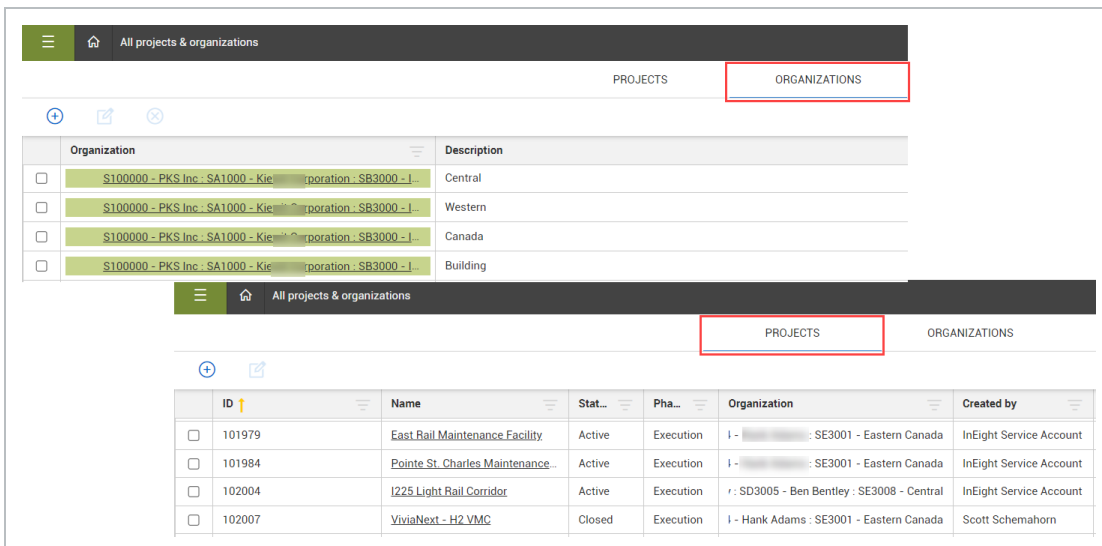 All projects & organizations
PROJECTS ORGANIZATIONS
Organization Description
S100000 - PKS Inc : SA1000 - Kie rporation : SB3000 - I... Central
S100000 - PKS Inc : SA1000 - Kie rporation : SB3000 - I... Western
S100000 - PKS Inc : SA1000 - Kie rporation : SB3000 - I... Canada
S100000 - PKS Inc : SA1000 - Kie rporation : SB3000 - I... Building
All projects & organizations
PROJECTS ORGANIZATIONS
ID Name Stat... Pha... Organization Created by
101979 East Rail Maintenance Facility Active Execution - : SE3001 - Eastern Canada InEight Service Account
101984 Pointe St. Charles Maintenance... Active Execution - : SE3001 - Eastern Canada InEight Service Account
102004 I225 Light Rail Corridor Active Execution : SD3005 - Ben Bentley : SE3008 - Central InEight Service Account
102007 ViviaNext - H2 VMC Closed Execution - Hank Adams : SE3001 - Eastern Canada Scott Schemahorn